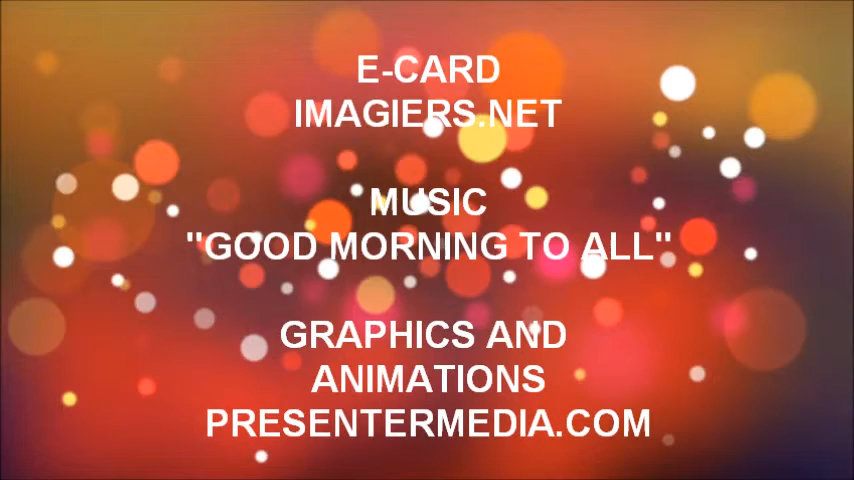 E-CARD
IMAGIERS.NET
MUSIC
"GOOD MORNING TO ALL"
GRAPHICS AND
ANIMATIONS
PRESENTERMEDIA.COM